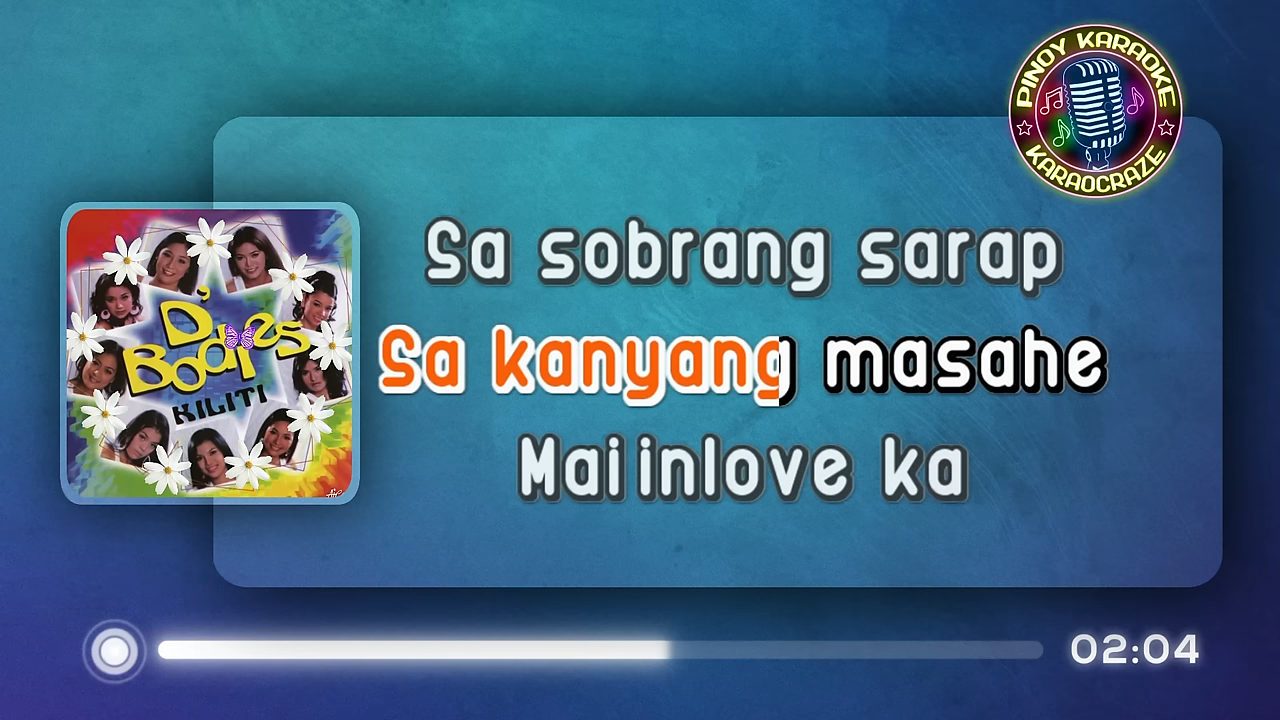 PINOY KARAOKE
KARAOCRAZE
Sa sobrang sarap
Sa kanyang masahe
Mai inlove ka
D' Bodies
KILITI
02:04